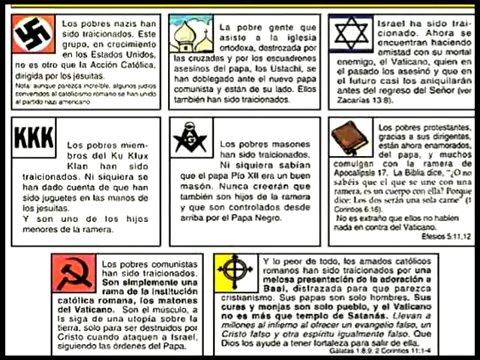 Los pobres nazis han
sido traicionados. Este
grupo, en crecimiento
en los Estados Unidos,
no es otro que la Acción Católica,
dirigida por los jesuitas.
Nota: aunque parezca increíble, algunos judíos
convertidos al catolicismo romano se han unido
al partido nazi americano
La pobre gente que
asiste a la iglesia
ortodoxa, destrozada por
las cruzadas y por los escuadrones
asesinos del papa, los Ustachi, se
han doblegado ante el nuevo papa
comunista y están de su lado. Ellos
también han sido traicionados.
Israel ha sido trai-
cionado. Ahora se
encuentran haciendo
amistad con su mortal
enemigo, el Vaticano, quien en
el pasado los asesinó y que en
el futuro casi los aniquilarán
antes del regreso del Señor (ver
Zacarías 13:8).
KKK
Los pobres miem-
bros del Ku Klux
Klan han sido
traicionados. Ni siquiera se
han dado cuenta de que han
sido juguetes en las manos de
los jesuitas.
Y son uno de los hijos
menores de la ramera.
G
Los pobres masones
han sido traicionados.
Ni siquiera sabían
que el papa Pío XII era un buen
masón. Nunca creerán que
también son hijos de la ramera
y que son controlados desde
arriba por el Papa Negro.
Los pobres protestantes,
gracias a sus dirigentes,
están ahora enamorados,
del papa, y muchos
comulgan con la ramera de
Apocalipsis 17. La Biblia dice, "¿O no
sabéis que el que se une con una
ramera, es un cuerpo con ella? Porque
dice: Los dos serán una sola carne" (1
Corintios 6:16).
No es extraño que ellos no hablen
nada en contra del Vaticano.
Efesios 5:11,12
Los pobres comunistas
han sido traicionados.
Son simplemente una
rama de la institución
católica romana, los matones
del Vaticano. Son el músculo, a
la siga de una utopía sobre la
tierra, solo para ser destruidos por
Cristo cuando ataquen a Israel,
siguiendo las órdenes del Papa.
Y lo peor de todo, los amados católicos
romanos han sido traicionados por una
melosa presentación de la adoración a
Baal, disfrazada para que parezca
cristianismo. Sus papas son solo hombres, Sus
curas y monjas son solo pueblo, y el Vaticano
no es más que templo de Satanás. Llevan a
millones al infierno al ofrecer un evangelio falso, un
Cristo falso y otra espíritu igualmente falso. Que
Dios les ayude a tener fortaleza para lograr salirse.
Gálatas 1:8,9. 2 Corintios 11:1-4